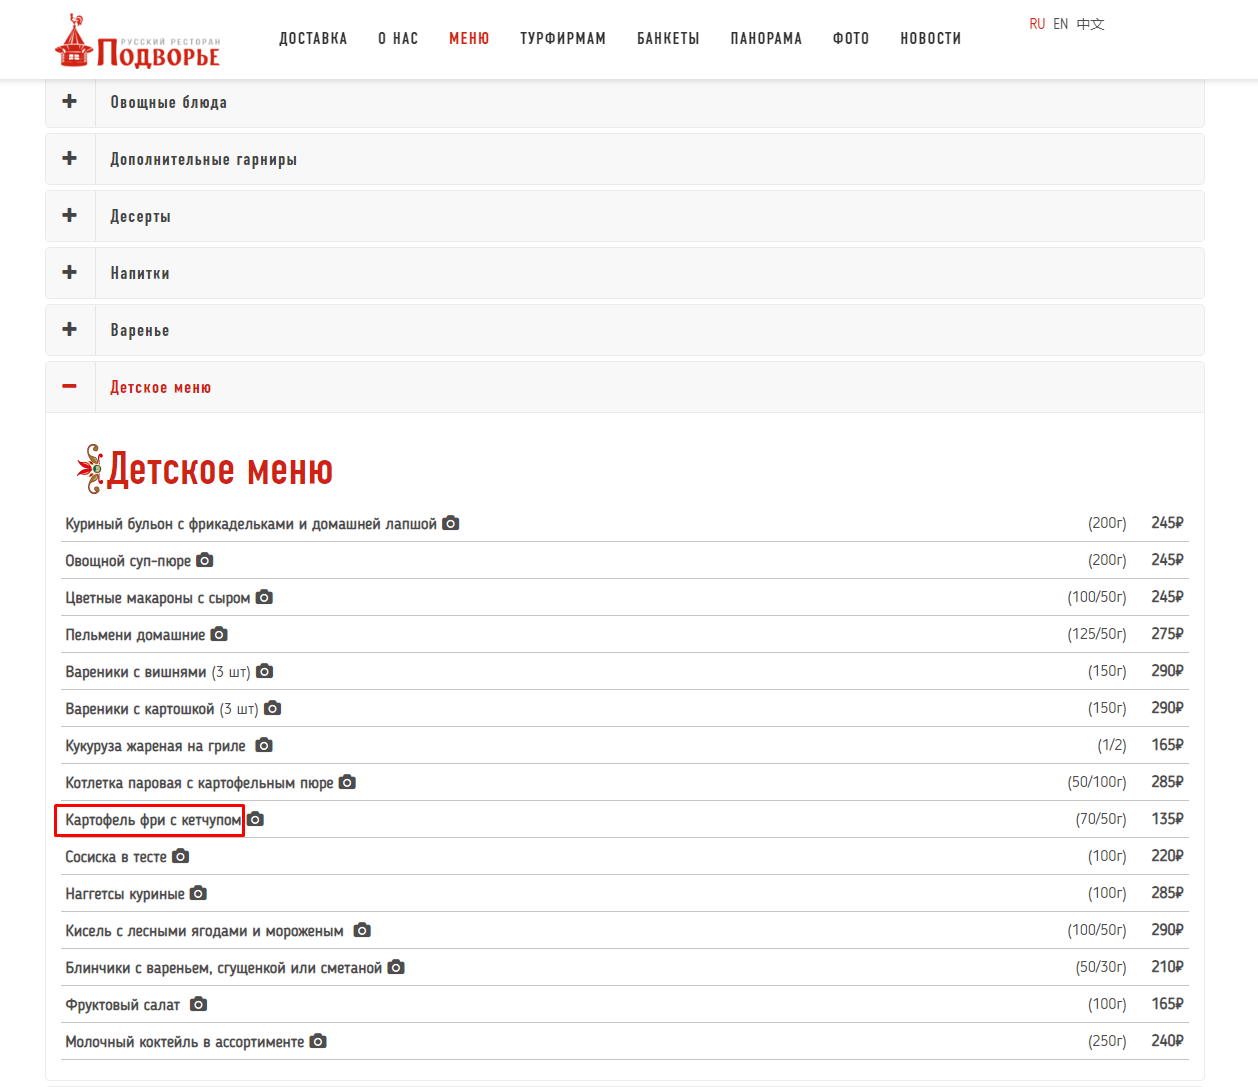 РУССКИЙ РЕСТОРАН
Подворье
ДОСТАВКА О НАС МЕНЮ ТУРФИРМАМ БАНКЕТЫ ПАНОРАМА ФОТО НОВОСТИ
RU EN 中文
Овощные блюда
Дополнительные гарниры
Десерты
Напитки
Варенье
Детское меню
Детское меню
Куриный бульон с фрикадельками и домашней лапшой (200г) 245₽
Овощной суп-пюре (200г) 245₽
Цветные макароны с сыром (100/50г) 245₽
Пельмени домашние (125/50г) 275₽
Вареники с вишнями (3 шт) (150г) 290₽
Вареники с картошкой (3 шт) (150г) 290₽
Кукуруза жареная на гриле (1/2) 165₽
Котлетка паровая с картофельным пюре (50/100г) 285₽
Картофель фри с кетчупом (70/50г) 135₽
Сосиска в тесте (100г) 220₽
Наггетсы куриные (100г) 285₽
Кисель с лесными ягодами и мороженым (100/50г) 290₽
Блинчики с вареньем, сгущенкой или сметаной (50/30г) 210₽
Фруктовый салат (100г) 165₽
Молочный коктейль в ассортименте (250г) 240₽